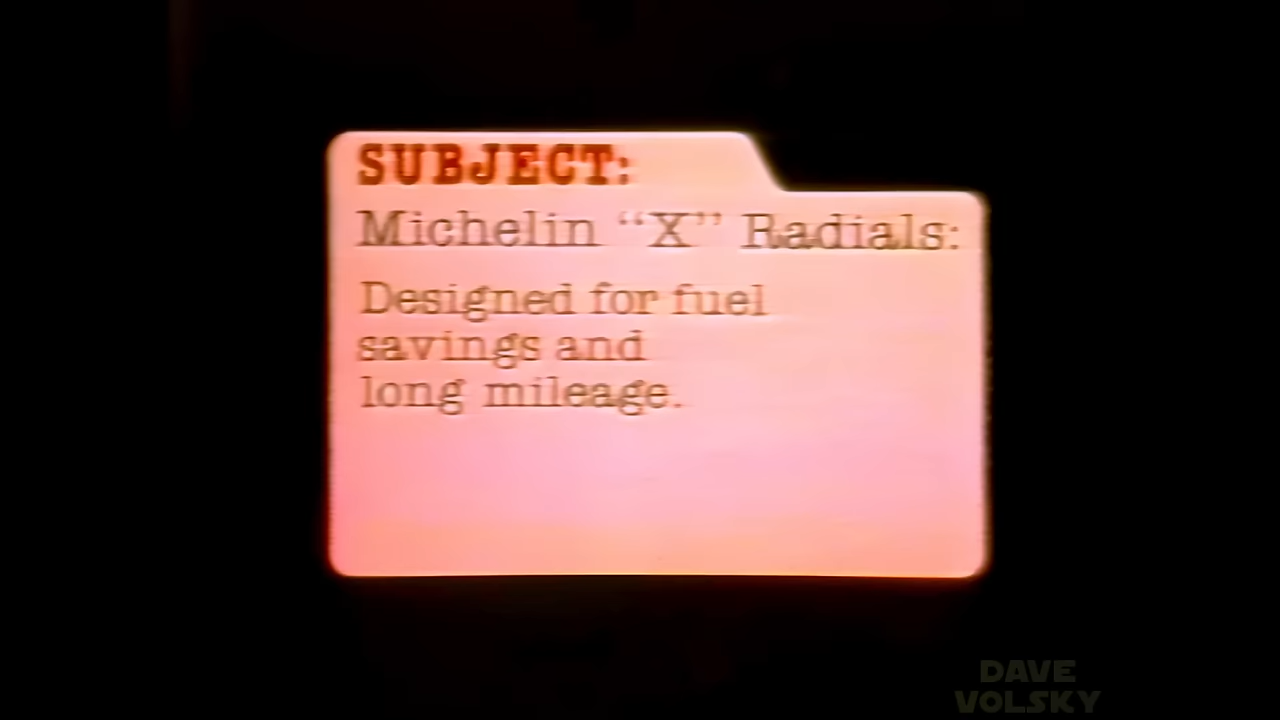 SUBJECT:
Michelin “X” Radials:
Designed for fuel
savings and
long mileage.
DAVE
VOLSKY